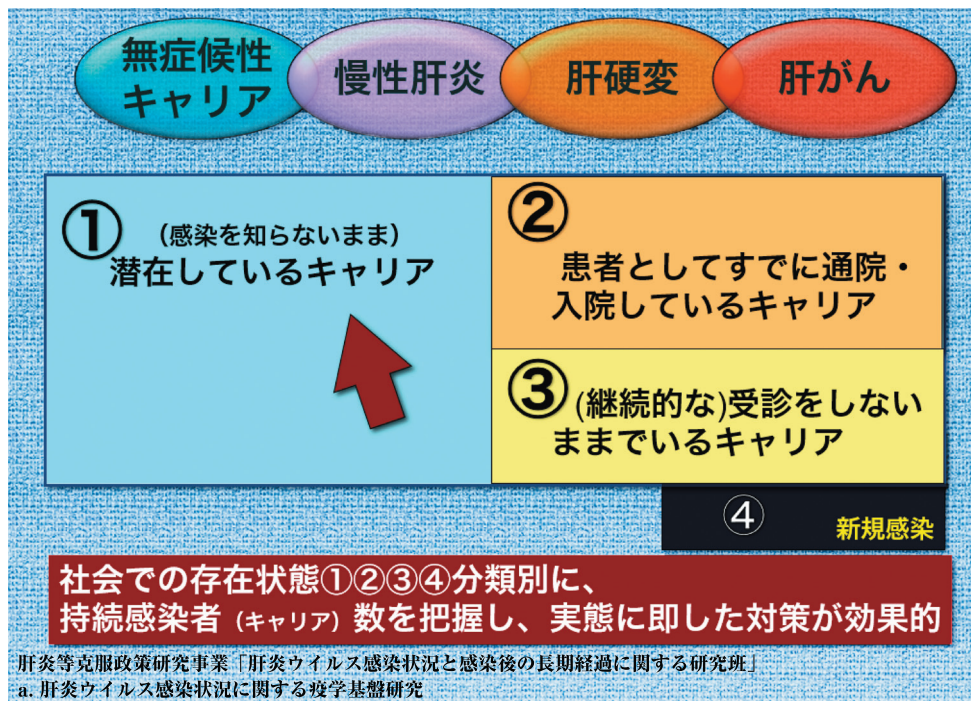 無症候性
キャリア
慢性肝炎
肝硬変
肝がん
①
（感染を知らないまま）
潜在しているキャリア
②
患者としてすでに通院・
入院しているキャリア
③
(継続的な)受診をしない
ままでいるキャリア
④
新規感染
社会での存在状態①②③④分類別に、
持続感染者（キャリア）数を把握し、実態に即した対策が効果的
肝炎等克服政策研究事業「肝炎ウイルス感染状況と感染後の長期経過に関する研究班」
a. 肝炎ウイルス感染状況に関する疫学基盤研究